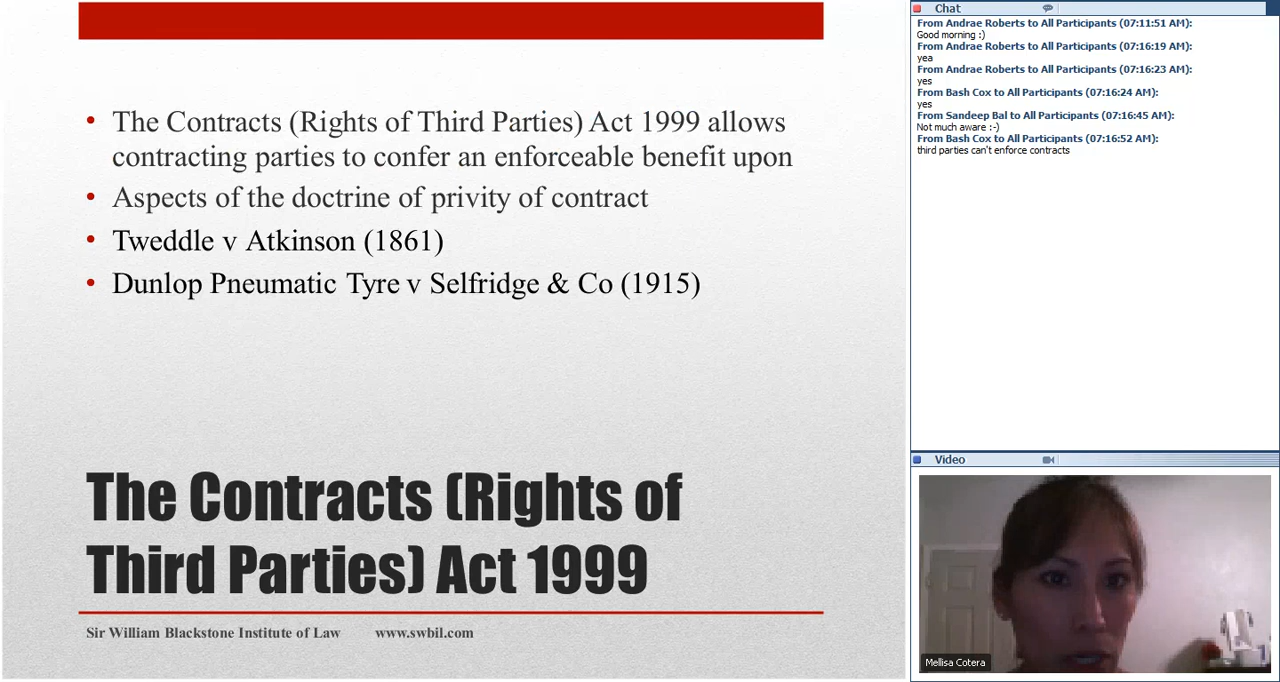 • The Contracts (Rights of Third Parties) Act 1999 allows
contracting parties to confer an enforceable benefit upon
• Aspects of the doctrine of privity of contract
• Tweddle v Atkinson (1861)
• Dunlop Pneumatic Tyre v Selfridge & Co (1915)
The Contracts (Rights of
Third Parties) Act 1999
Sir William Blackstone Institute of Law www.swbil.com
Chat
From Andrae Roberts to All Participants (07:11:51 AM):
Good morning :)
From Andrae Roberts to All Participants (07:16:19 AM):
yea
From Andrae Roberts to All Participants (07:16:23 AM):
yes
From Bash Cox to All Participants (07:16:24 AM):
yes
From Sandeep Bal to All Participants (07:16:45 AM):
Not much aware :-)
From Bash Cox to All Participants (07:16:52 AM):
third parties can't enforce contracts
Video
Mellisa Cotera